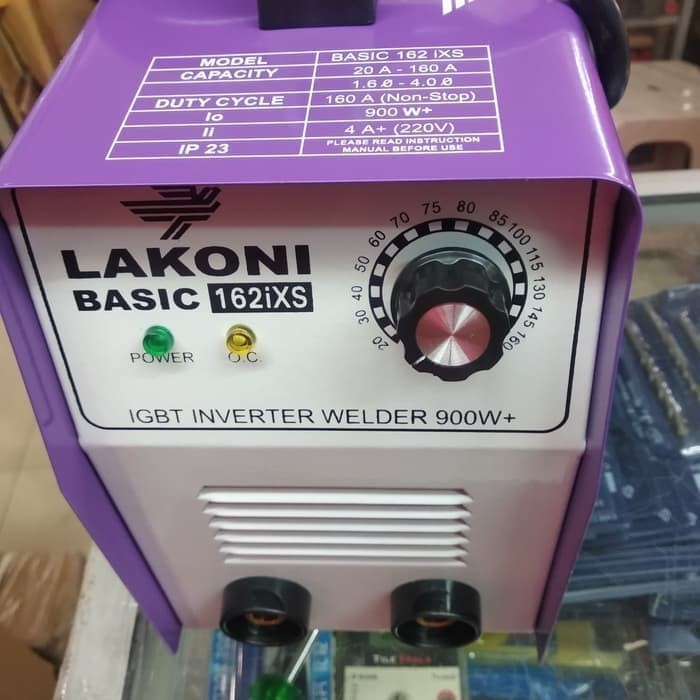 MODEL BASIC 162 iXS
CAPACITY 20 A - 160 A
1.6 Ø - 4.0 Ø
DUTY CYCLE 160 A (Non-Stop)
Io 900 W+
Ii 4 A+ (220V)
IP 23 PLEASE READ INSTRUCTION
MANUAL BEFORE USE
LAKONI
BASIC 162iXS
POWER O.C.
20 30 40 50 60 70 75 80 85 100 115 130 145 160
IGBT INVERTER WELDER 900W+